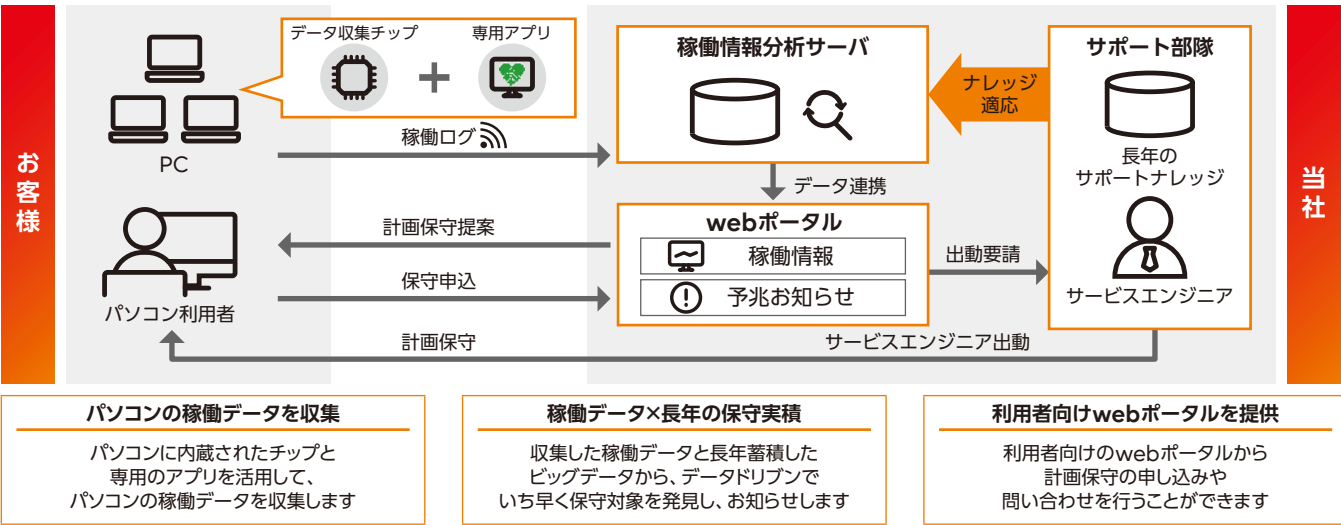 お客様
データ収集チップ
専用アプリ
PC
稼働ログ
稼働情報分析サーバ
ナレッジ
適応
サポート部隊
長年の
サポートナレッジ
サービスエンジニア
データ連携
webポータル
稼働情報
予兆お知らせ
計画保守提案
保守申込
出動要請
パソコン利用者
計画保守
サービスエンジニア出動
当社
パソコンの稼働データを収集
パソコンに内蔵されたチップと
専用のアプリを活用して、
パソコンの稼働データを収集します
稼働データ×長年の保守実績
収集した稼働データと長年蓄積した
ビッグデータから、データドリブンで
いち早く保守対象を発見し、お知らせします
利用者向けwebポータルを提供
利用者向けのwebポータルから
計画保守の申し込みや
問い合わせを行うことができます